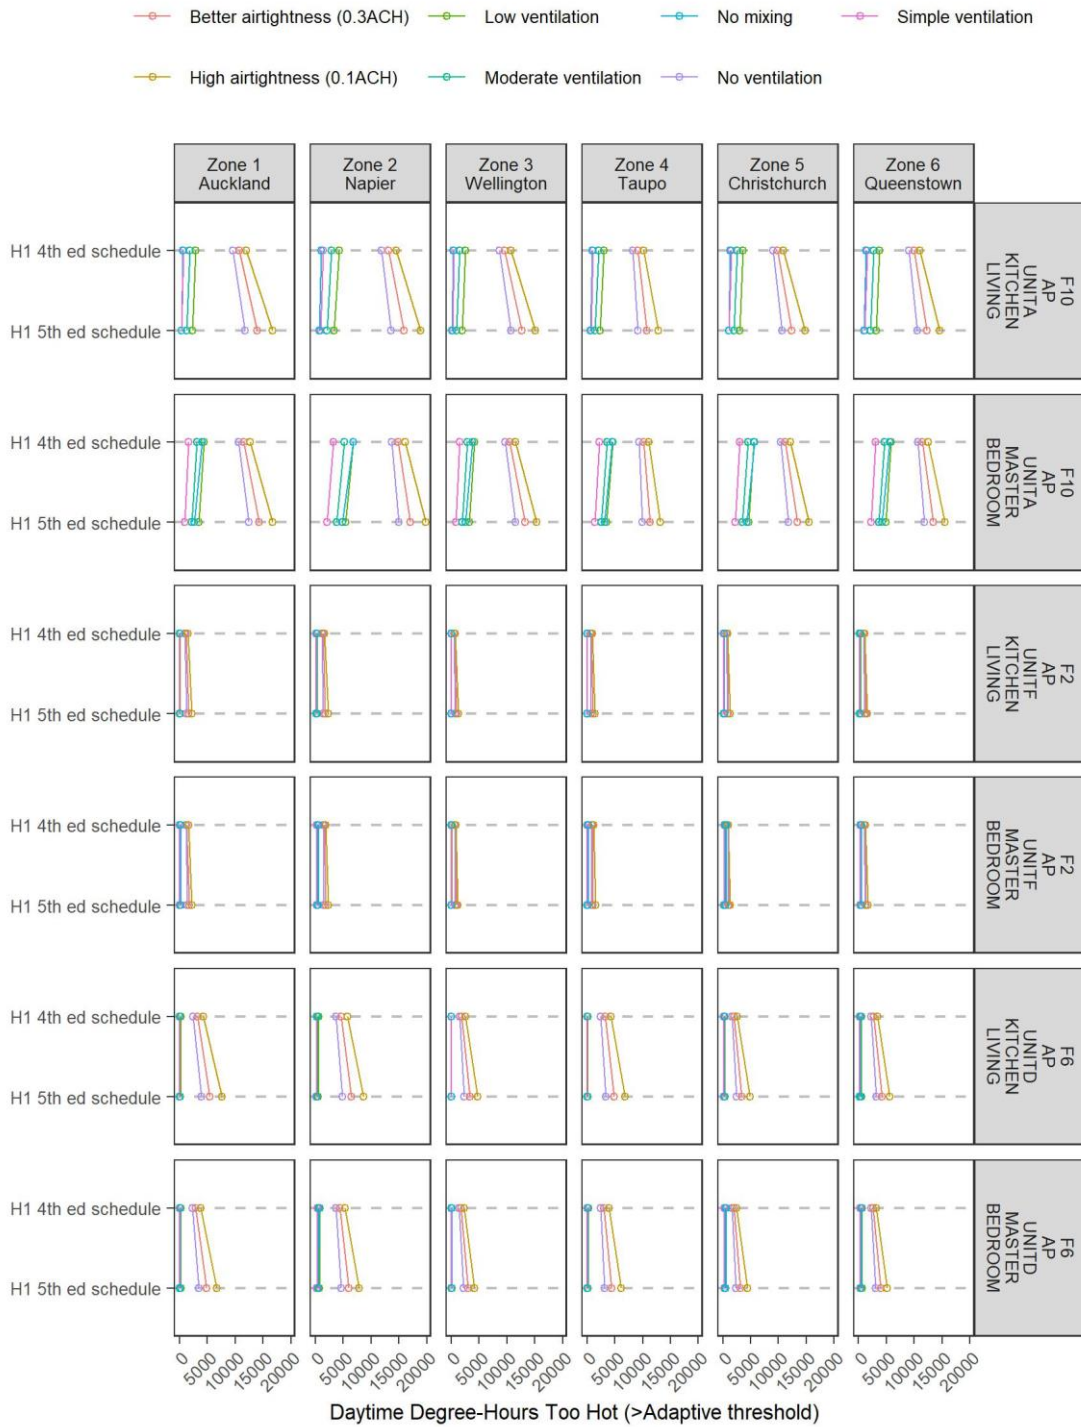 Better airtightness (0.3ACH)
Low ventilation
No mixing
Simple ventilation
High airtightness (0.1ACH)
Moderate ventilation
No ventilation
Zone 1
Auckland
Zone 2
Napier
Zone 3
Wellington
Zone 4
Taupo
Zone 5
Christchurch
Zone 6
Queenstown
H1 4th ed schedule
H1 5th ed schedule
F10
UNITA
AP
KITCHEN
LIVING
H1 4th ed schedule
H1 5th ed schedule
F10
UNITA
AP
MASTER
BEDROOM
H1 4th ed schedule
H1 5th ed schedule
F2
UNITF
AP
KITCHEN
LIVING
H1 4th ed schedule
H1 5th ed schedule
F2
UNITF
AP
MASTER
BEDROOM
H1 4th ed schedule
H1 5th ed schedule
F6
UNITD
AP
KITCHEN
LIVING
H1 4th ed schedule
H1 5th ed schedule
F6
UNITD
AP
MASTER
BEDROOM
0 5000 10000 15000 20000 0 5000 10000 15000 20000 0 5000 10000 15000 20000 0 5000 10000 15000 20000 0 5000 10000 15000 20000 0 5000 10000 15000 20000
Daytime Degree-Hours Too Hot (>Adaptive threshold)